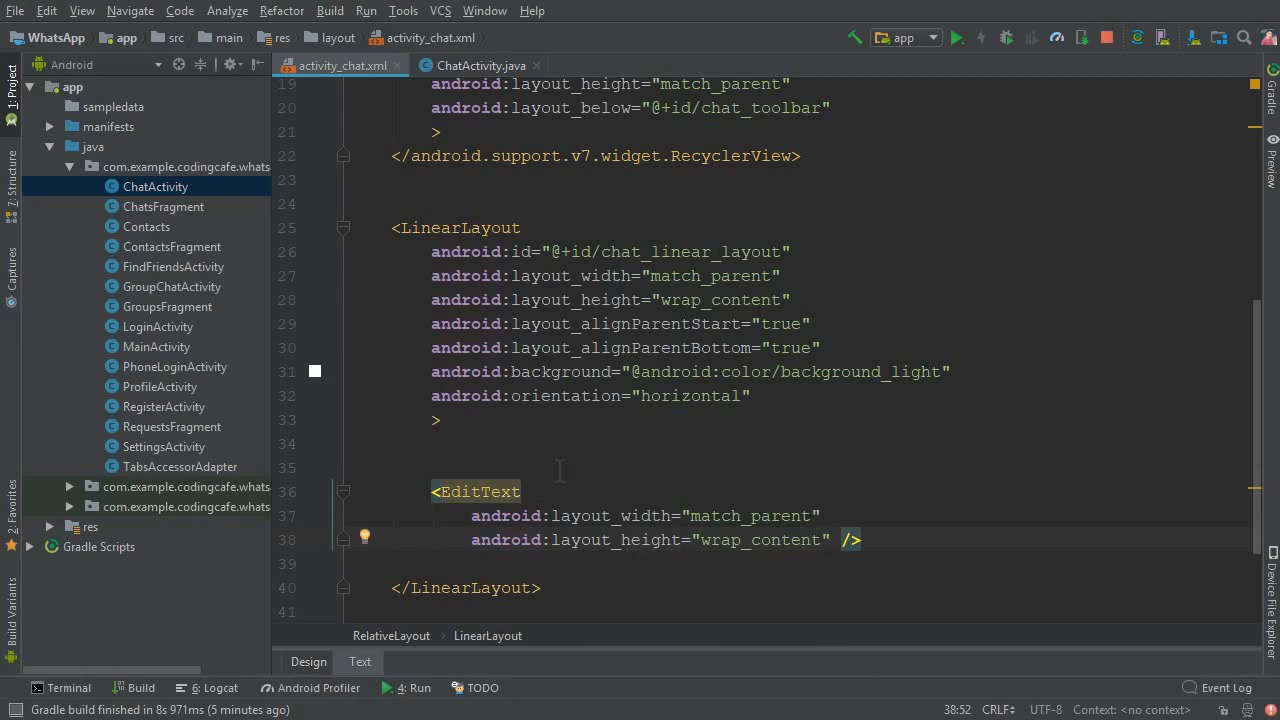 File Edit View Navigate Code Analyze Refactor Build Run Tools VCS Window Help
WhatsApp app src main res layout activity_chat.xml app
1: Project
7: Structure
Captures
2: Favorites
Build Variants
Android
app
sampledata
manifests
java
com.example.codingcafe.whats
ChatActivity
ChatsFragment
Contacts
ContactsFragment
FindFriendsActivity
GroupChatActivity
GroupsFragment
LoginActivity
MainActivity
PhoneLoginActivity
ProfileActivity
RegisterActivity
RequestsFragment
SettingsActivity
TabsAccessorAdapter
com.example.codingcafe.whats
com.example.codingcafe.whats
res
Gradle Scripts
activity_chat.xml ChatActivity.java
19 android:layout_height="match_parent"
20 android:layout_below="@+id/chat_toolbar"
21 >
22 </android.support.v7.widget.RecyclerView>
23
24
25 <LinearLayout
26 android:id="@+id/chat_linear_layout"
27 android:layout_width="match_parent"
28 android:layout_height="wrap_content"
29 android:layout_alignParentStart="true"
30 android:layout_alignParentBottom="true"
31 android:background="@android:color/background_light"
32 android:orientation="horizontal"
33 >
34
35
36 <EditText
37 android:layout_width="match_parent"
38 android:layout_height="wrap_content" />
39
40 </LinearLayout>
41
RelativeLayout LinearLayout
Design Text
Gradle
Preview
Device File Explorer
Terminal Build 6: Logcat Android Profiler 4: Run TODO Event Log
Gradle build finished in 8s 971ms (5 minutes ago) 38:52 CRLF UTF-8 Context: <no context>